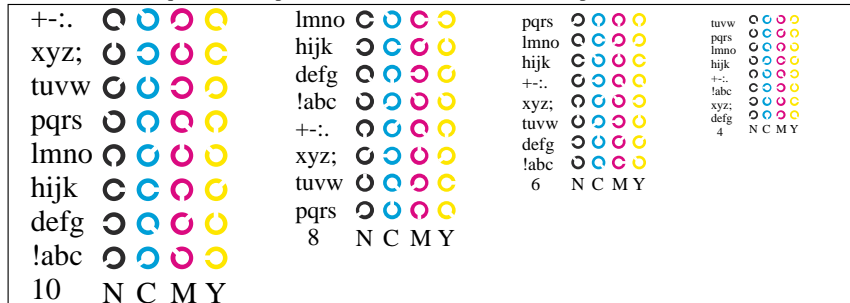 +-:.
xyz;
tuvw
pqrs
lmno
hijk
defg
!abc
10 N C M Y
lmno
hijk
defg
!abc
+-:.
xyz;
tuvw
pqrs
8 N C M Y
pqrs
lmno
hijk
+-:.
xyz;
tuvw
defg
!abc
6 N C M Y
tuvw
pqrs
lmno
hijk
+-:.
!abc
xyz;
defg
4 N C M Y